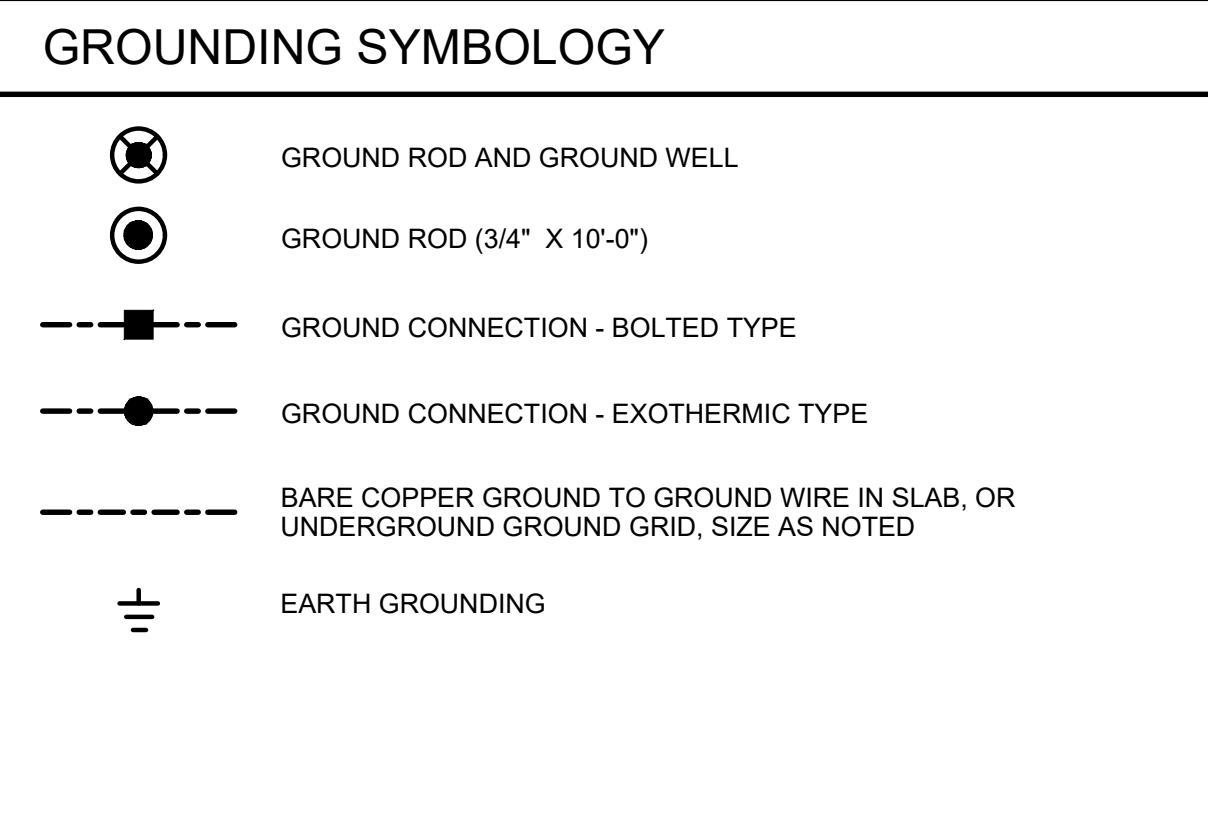 GROUNDING SYMBOLOGY
GROUND ROD AND GROUND WELL
GROUND ROD (3/4" X 10'-0")
GROUND CONNECTION - BOLTED TYPE
GROUND CONNECTION - EXOTHERMIC TYPE
BARE COPPER GROUND TO GROUND WIRE IN SLAB, OR
UNDERGROUND GROUND GRID, SIZE AS NOTED
EARTH GROUNDING